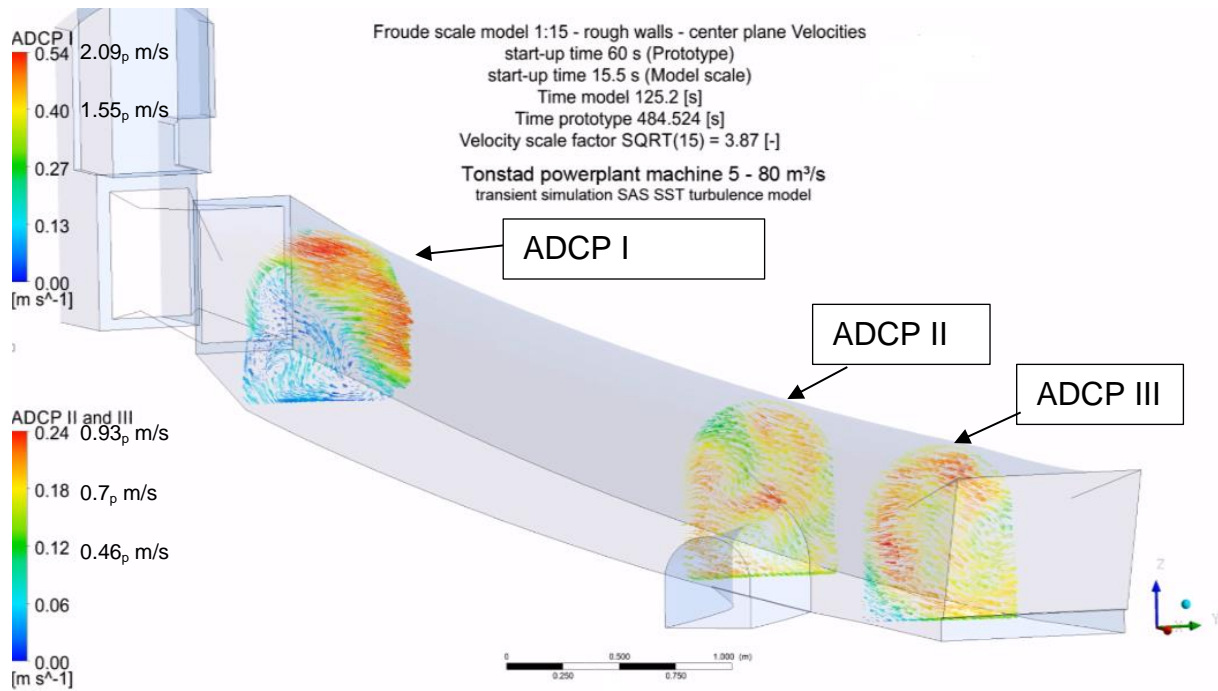 Froude scale model 1:15 - rough walls - center plane Velocities
start-up time 60 s (Prototype)
start-up time 15.5 s (Model scale)
Time model 125.2 [s]
Time prototype 484.524 [s]
Velocity scale factor SQRT(15) = 3.87 [-]
Tonstad powerplant machine 5 - 80 m³/s
transient simulation SAS SST turbulence model
ADCP I
0.54 2.09p m/s
0.40 1.55p m/s
0.27
0.13
0.00
[m s^-1]
ADCP I
ADCP II
ADCP III
ADCP II and III
0.24 0.93p m/s
0.18 0.7p m/s
0.12 0.46p m/s
0.06
0.00
[m s^-1]
0 0.500 1.000 (m)
0.250 0.750
Z
Y
X